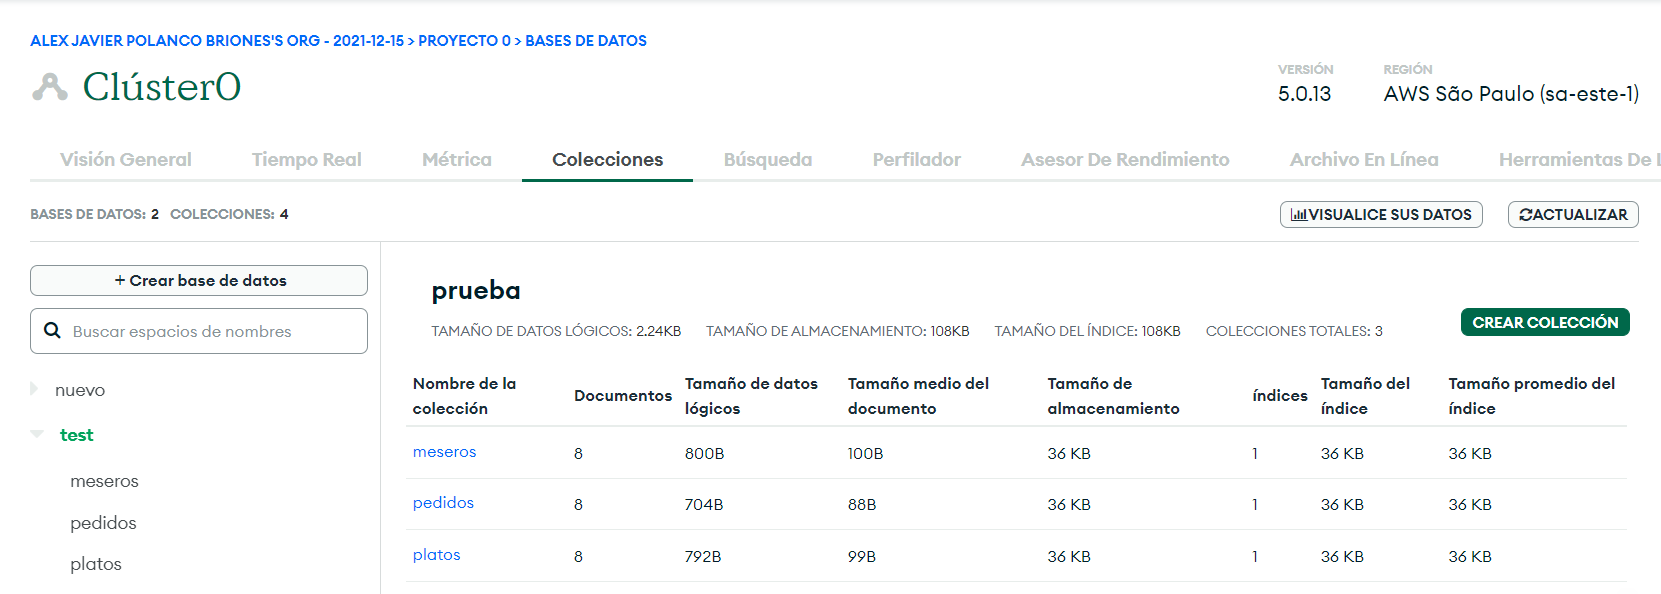 ALEX JAVIER POLANCO BRIONES'S ORG - 2021-12-15 > PROYECTO 0 > BASES DE DATOS
Clúster0
VERSIÓN
5.0.13
REGIÓN
AWS São Paulo (sa-este-1)
Visión General Tiempo Real Métrica Colecciones Búsqueda Perfilador Asesor De Rendimiento Archivo En Línea Herramientas De
BASES DE DATOS: 2 COLECCIONES: 4
VISUALICE SUS DATOS
ACTUALIZAR
+ Crear base de datos
Buscar espacios de nombres
nuevo
test
meseros
pedidos
platos
prueba
TAMAÑO DE DATOS LÓGICOS: 2.24KB TAMAÑO DE ALMACENAMIENTO: 108KB TAMAÑO DEL ÍNDICE: 108KB COLECCIONES TOTALES: 3
CREAR COLECCIÓN
Nombre de la colección Documentos Tamaño de datos lógicos Tamaño medio del documento Tamaño de almacenamiento índices Tamaño del índice Tamaño promedio del índice
meseros 8 800B 100B 36 KB 1 36 KB 36 KB
pedidos 8 704B 88B 36 KB 1 36 KB 36 KB
platos 8 792B 99B 36 KB 1 36 KB 36 KB